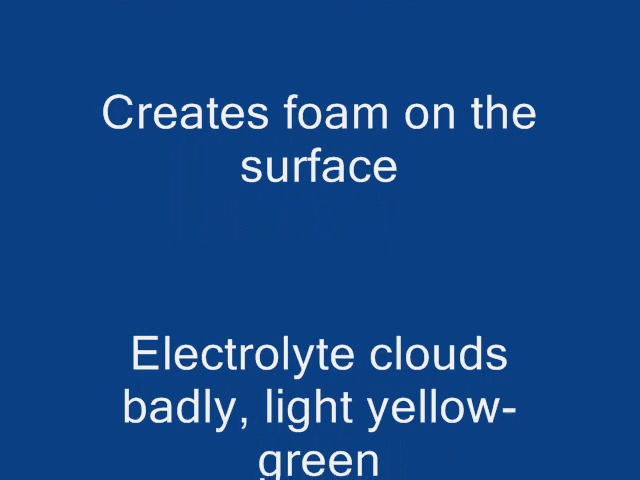 Creates foam on the
surface
Electrolyte clouds
badly, light yellow-
green